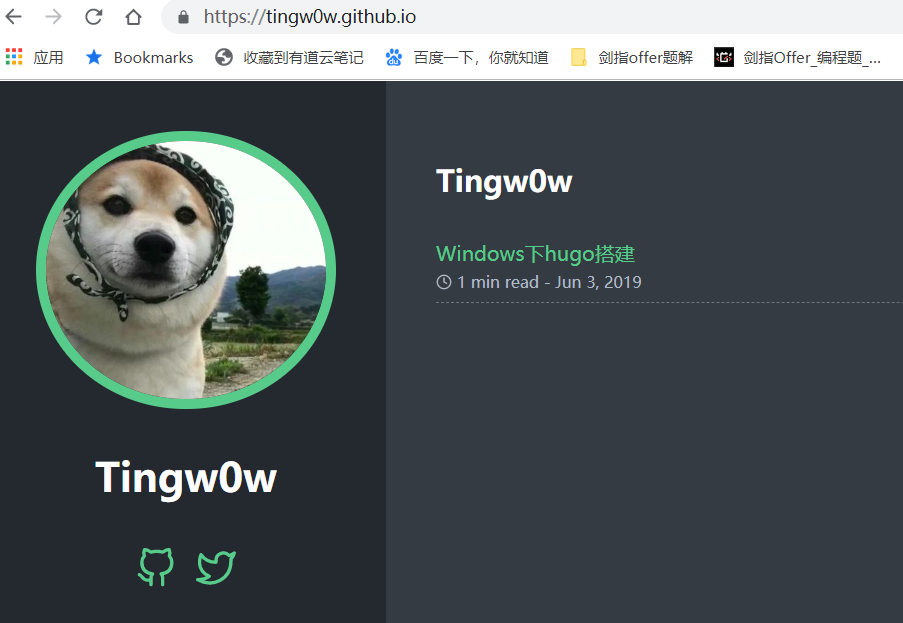 https://tingw0w.github.io
应用 Bookmarks 收藏到有道云笔记 百度一下，你就知道 剑指offer题解 剑指Offer_编程题_...
Tingw0w
Tingw0w
Windows下hugo搭建
1 min read - Jun 3, 2019